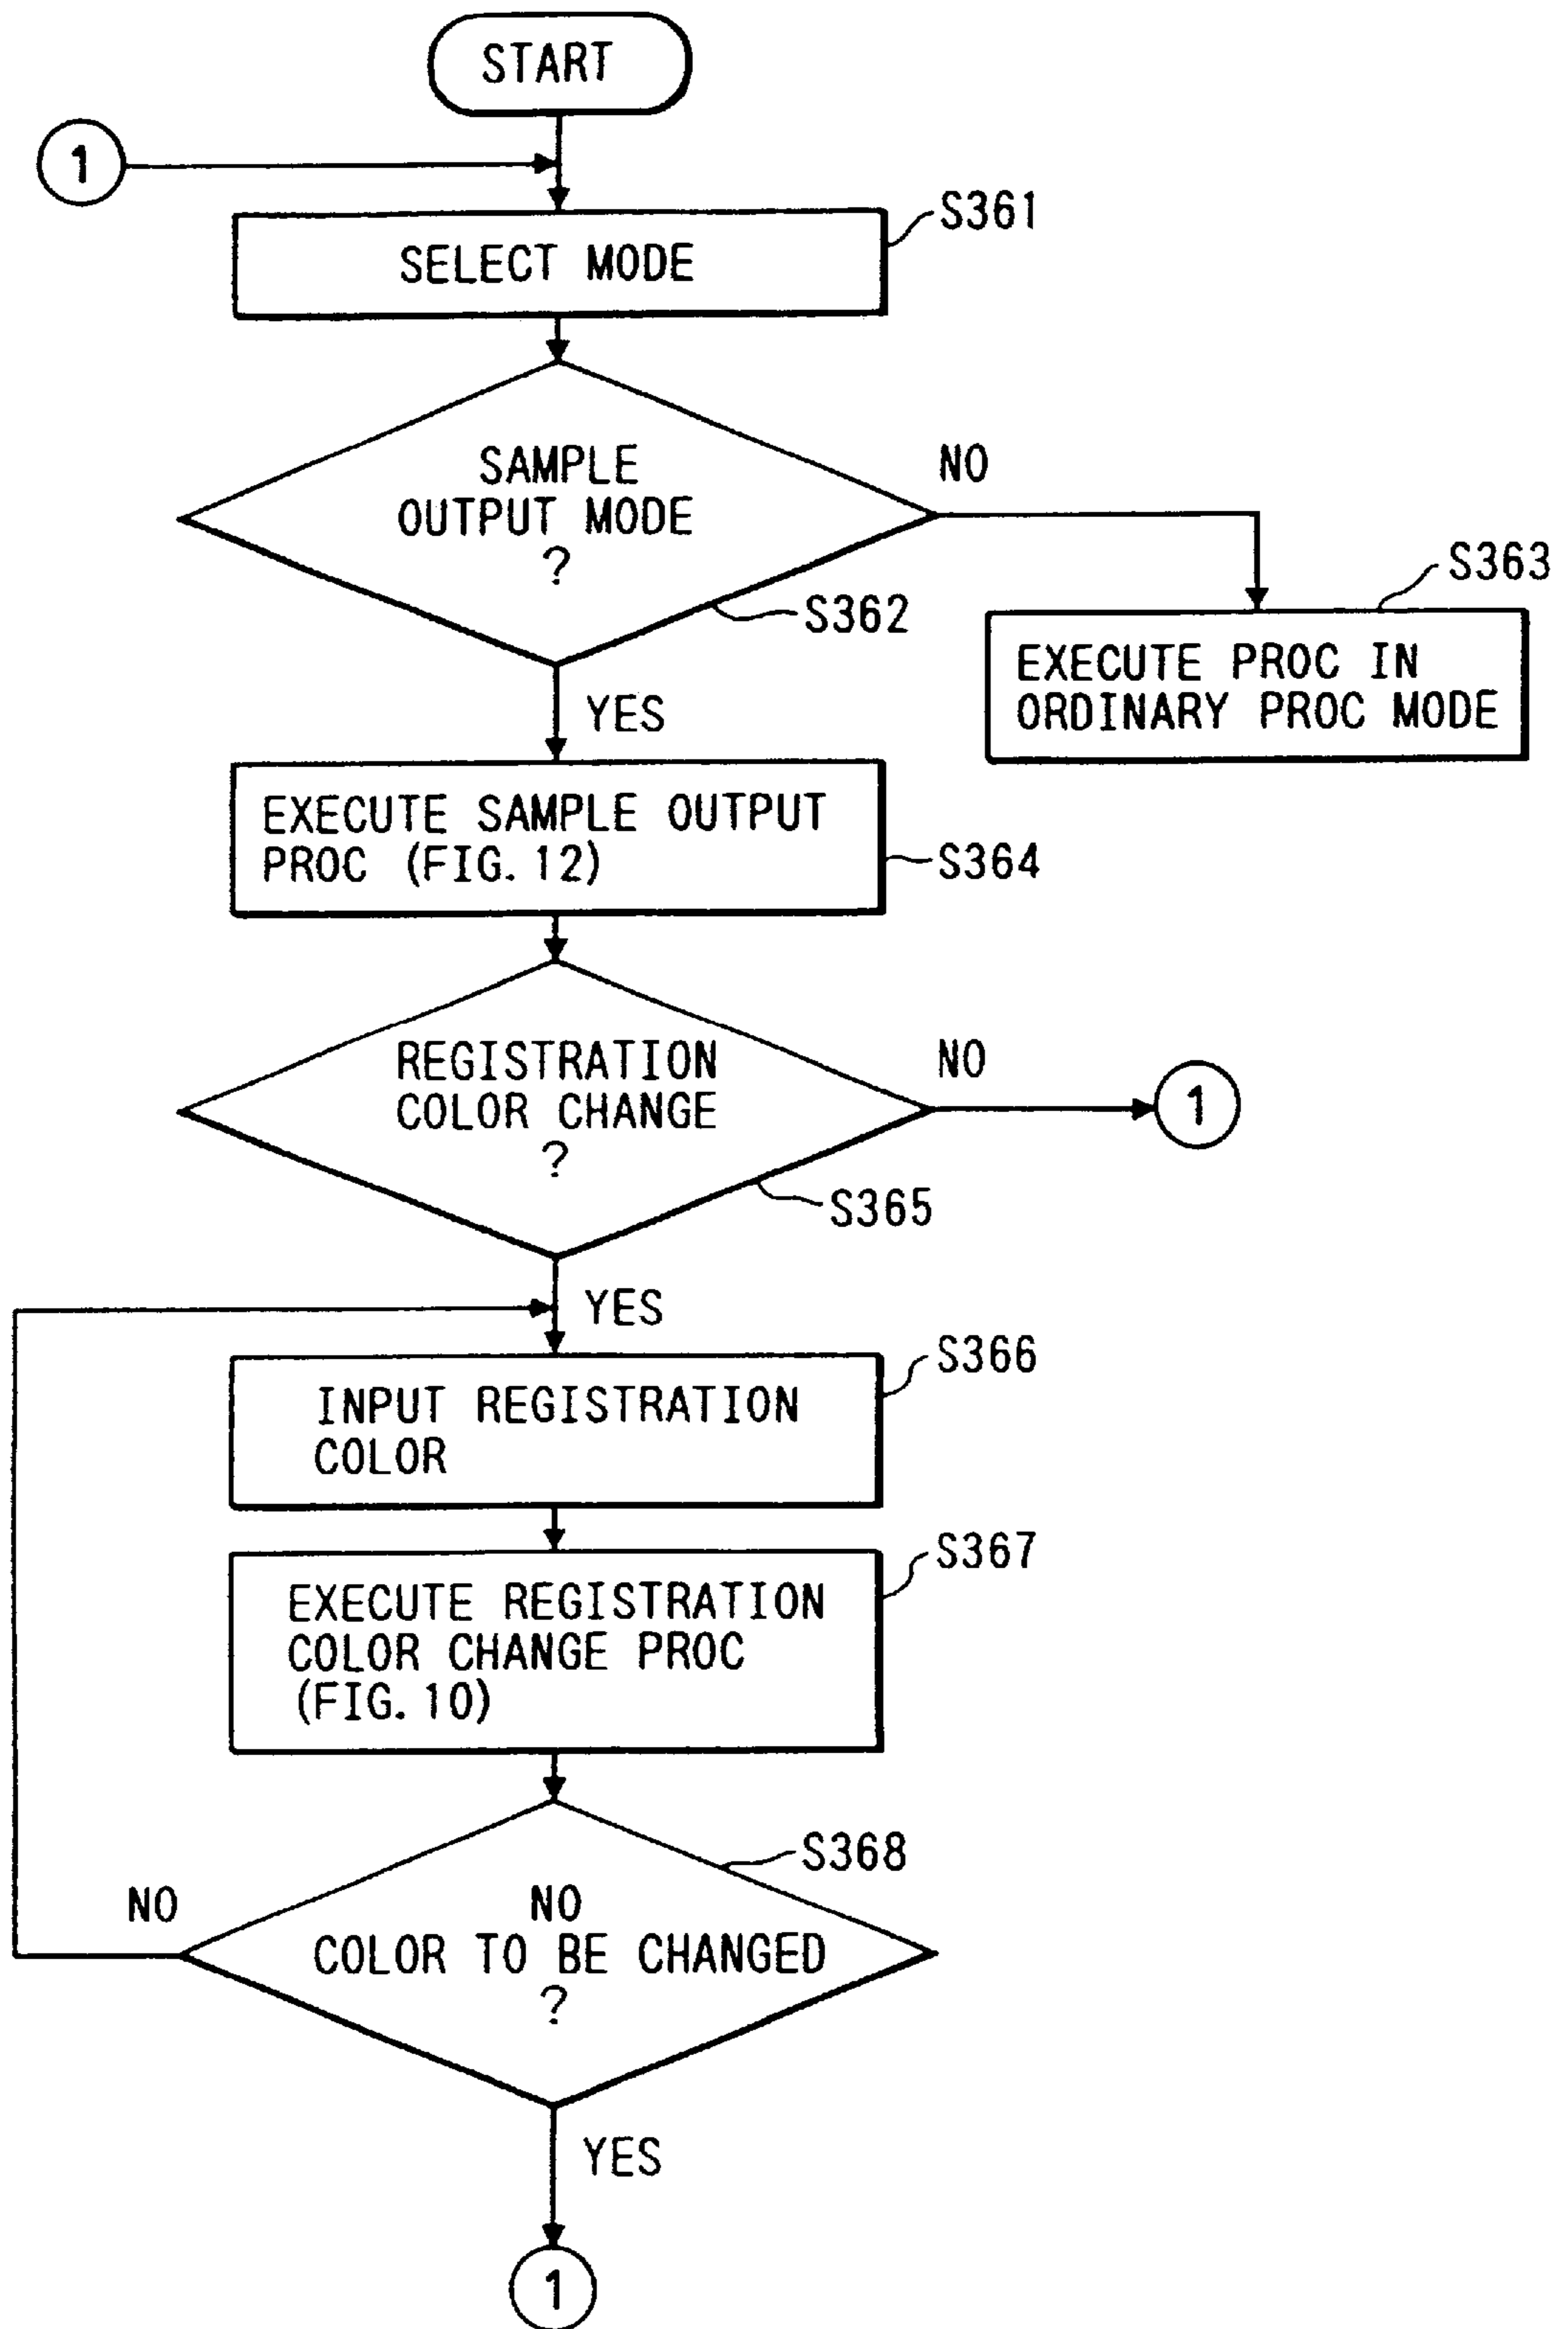 START
1
S361
SELECT MODE
SAMPLE
OUTPUT MODE
?
NO
S362
S363
EXECUTE PROC IN
ORDINARY PROC MODE
YES
EXECUTE SAMPLE OUTPUT
PROC (FIG. 12)
S364
REGISTRATION
COLOR CHANGE
?
NO
1
S365
YES
S366
INPUT REGISTRATION
COLOR
S367
EXECUTE REGISTRATION
COLOR CHANGE PROC
(FIG. 10)
S368
NO
NO
COLOR TO BE CHANGED
?
YES
1